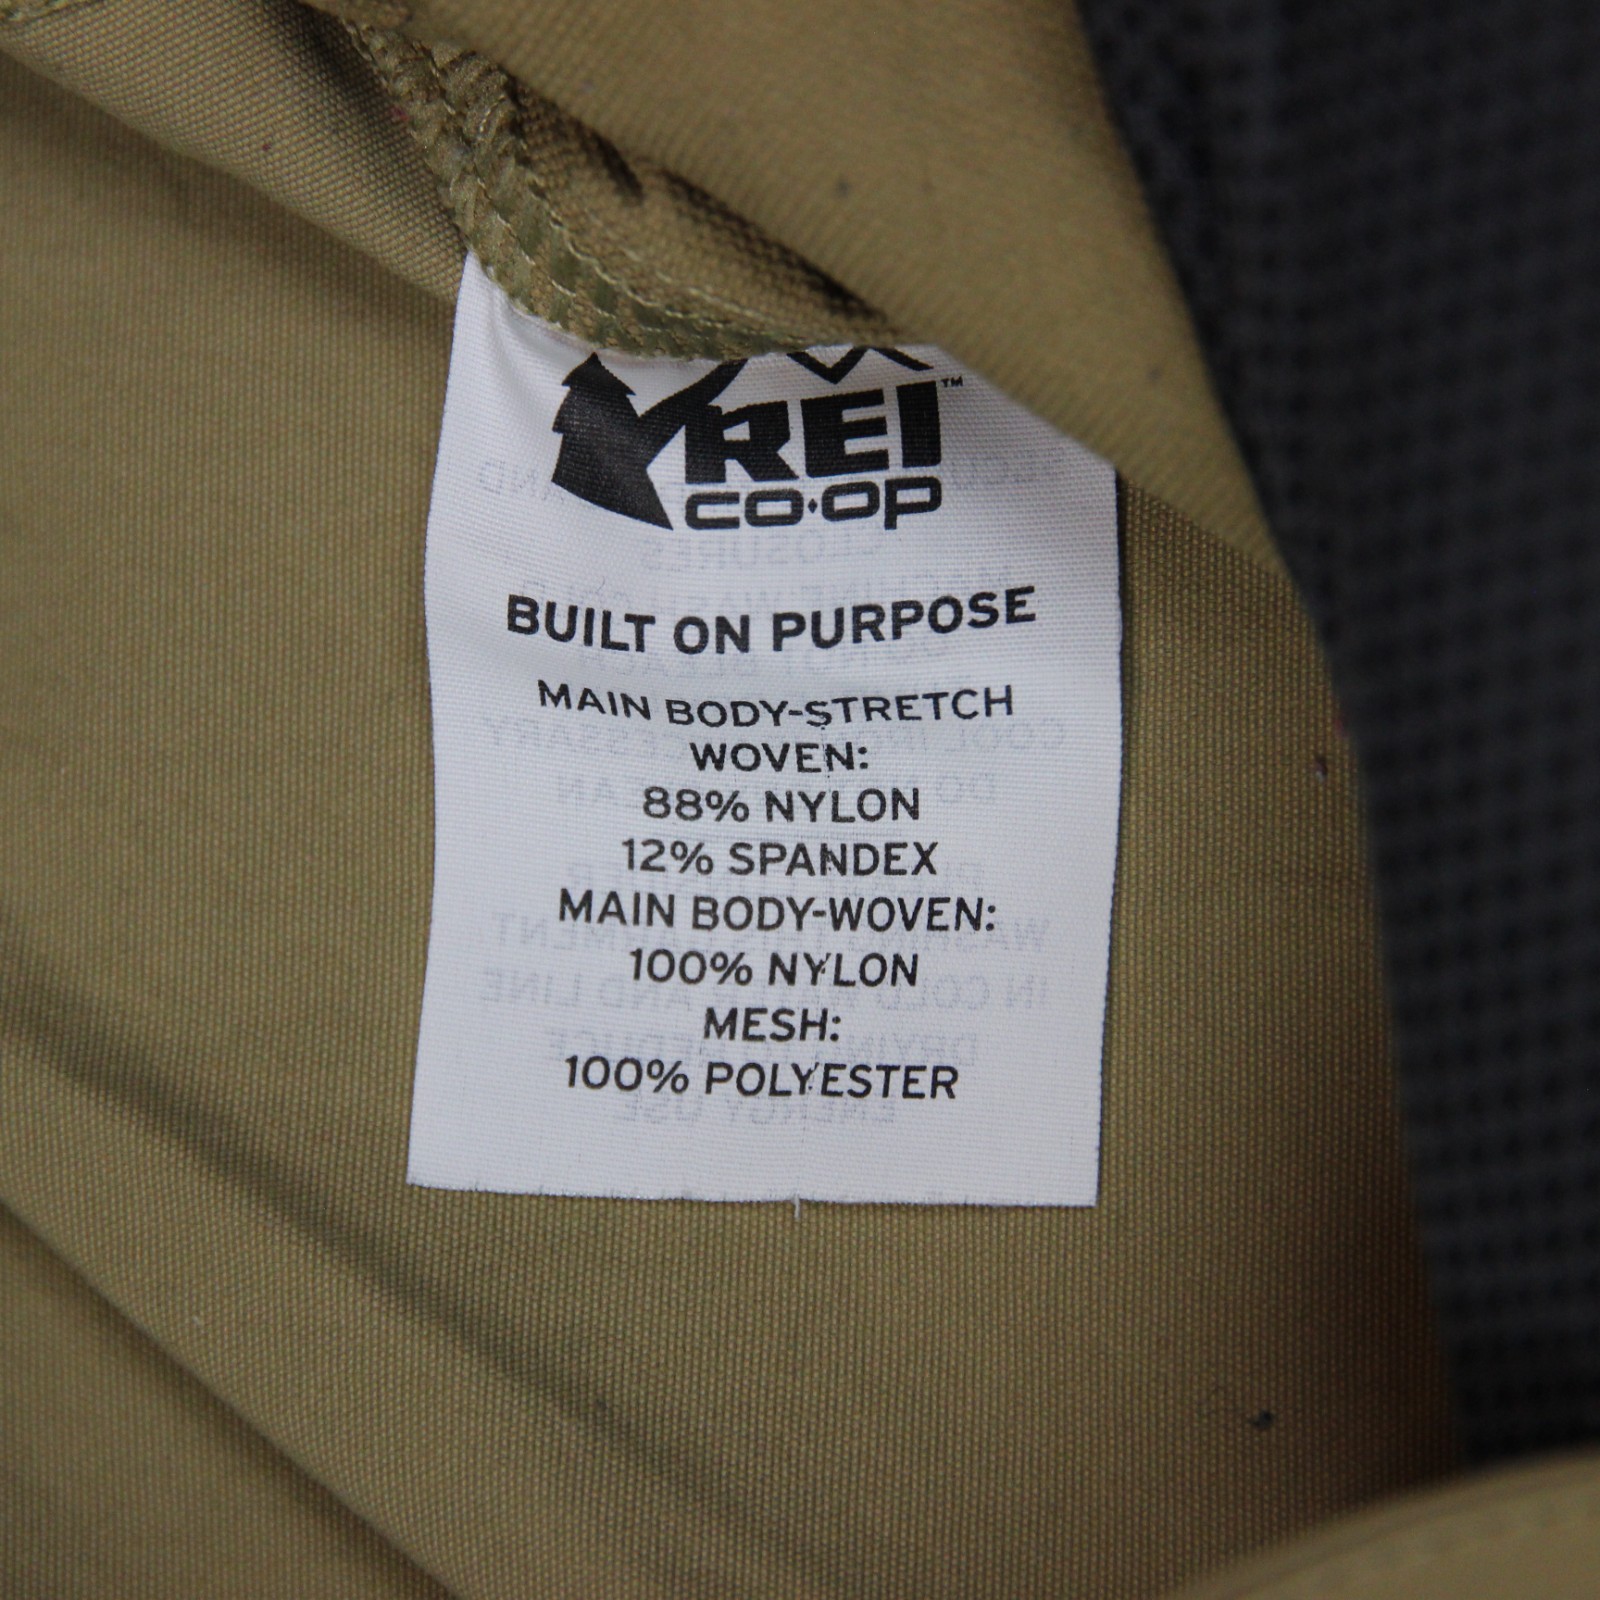 REI™
CO·OP
BUILT ON PURPOSE
MAIN BODY-STRETCH
WOVEN:
88% NYLON
12% SPANDEX
MAIN BODY-WOVEN:
100% NYLON
MESH:
100% POLYESTER